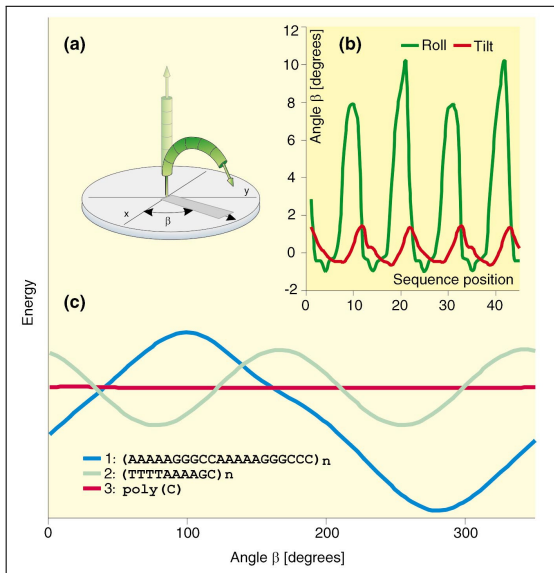 (a)
y
x
β
(b)
Roll Tilt
Angle β [degrees]
12
10
8
6
4
2
0
-2
Sequence position
0 10 20 30 40
(c)
Energy
1: (AAAAAGGGCCAAAAAGGGCCC)n
2: (TTTTAAAAGC)n
3: poly(C)
0 100 200 300
Angle β [degrees]